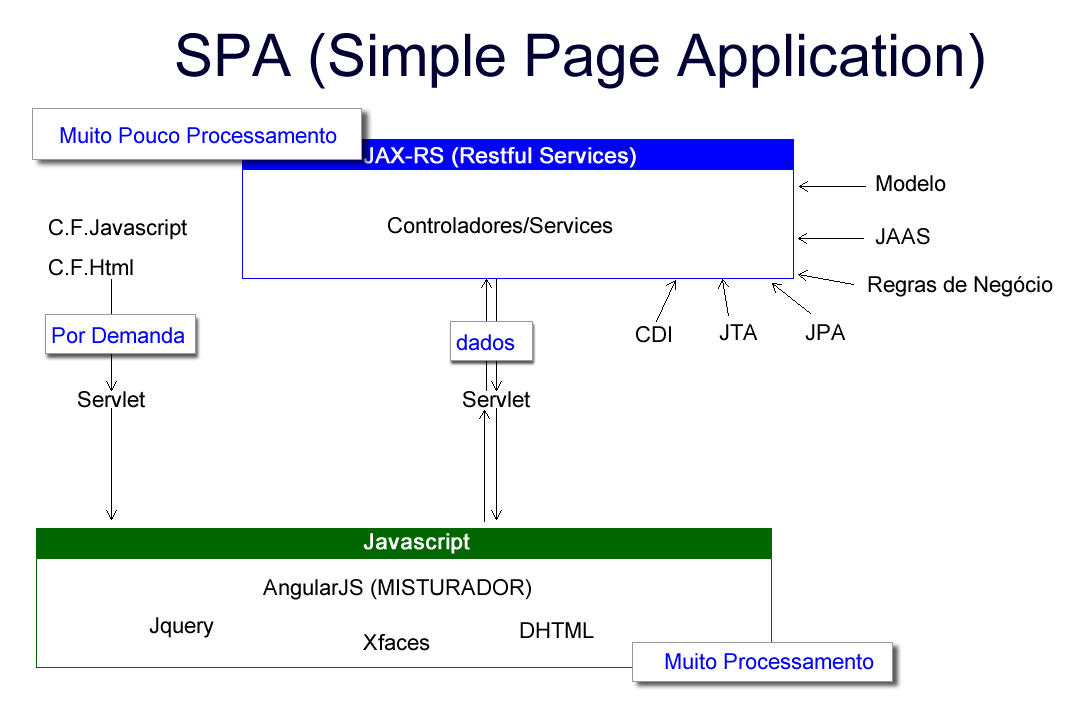 SPA (Simple Page Application)
Muito Pouco Processamento
JAX-RS (Restful Services)
Modelo
C.F.Javascript
Controladores/Services
JAAS
C.F.Html
Regras de Negócio
Por Demanda
dados
CDI
JTA
JPA
Servlet
Servlet
Javascript
AngularJS (MISTURADOR)
Jquery
Xfaces
DHTML
Muito Processamento